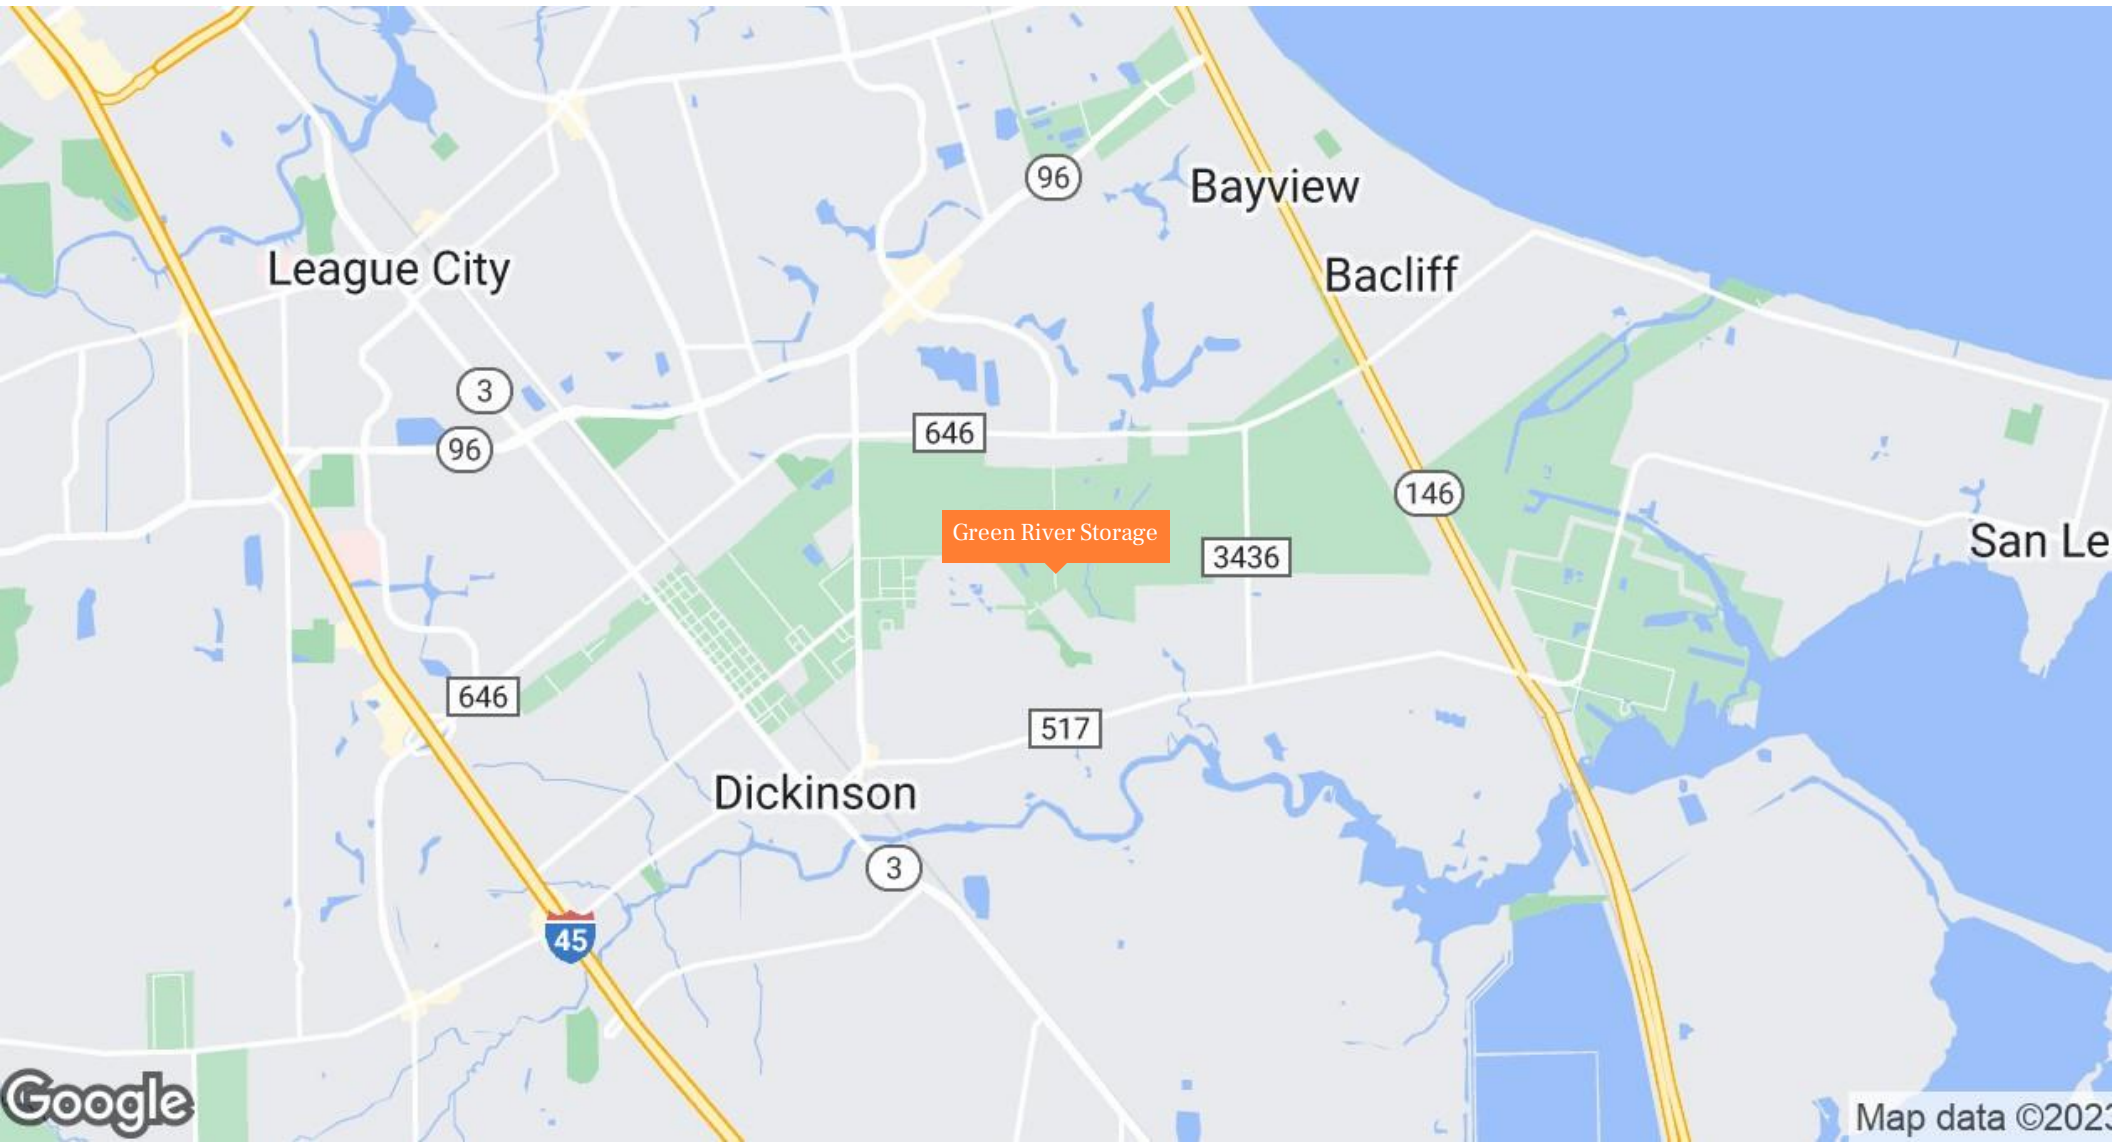 96
Bayview
League City
Bacliff
3
646
96
146
Green River Storage
San Le
3436
646
517
Dickinson
3
45
Google
Map data ©2023